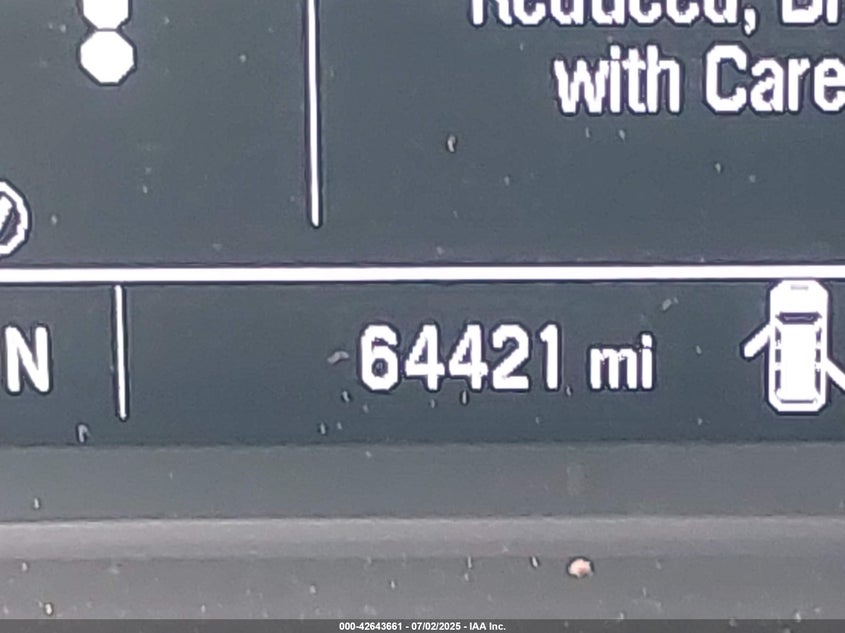 with Care
N
64421 mi
000-42643661 - 07/02/2025 - IAA Inc.